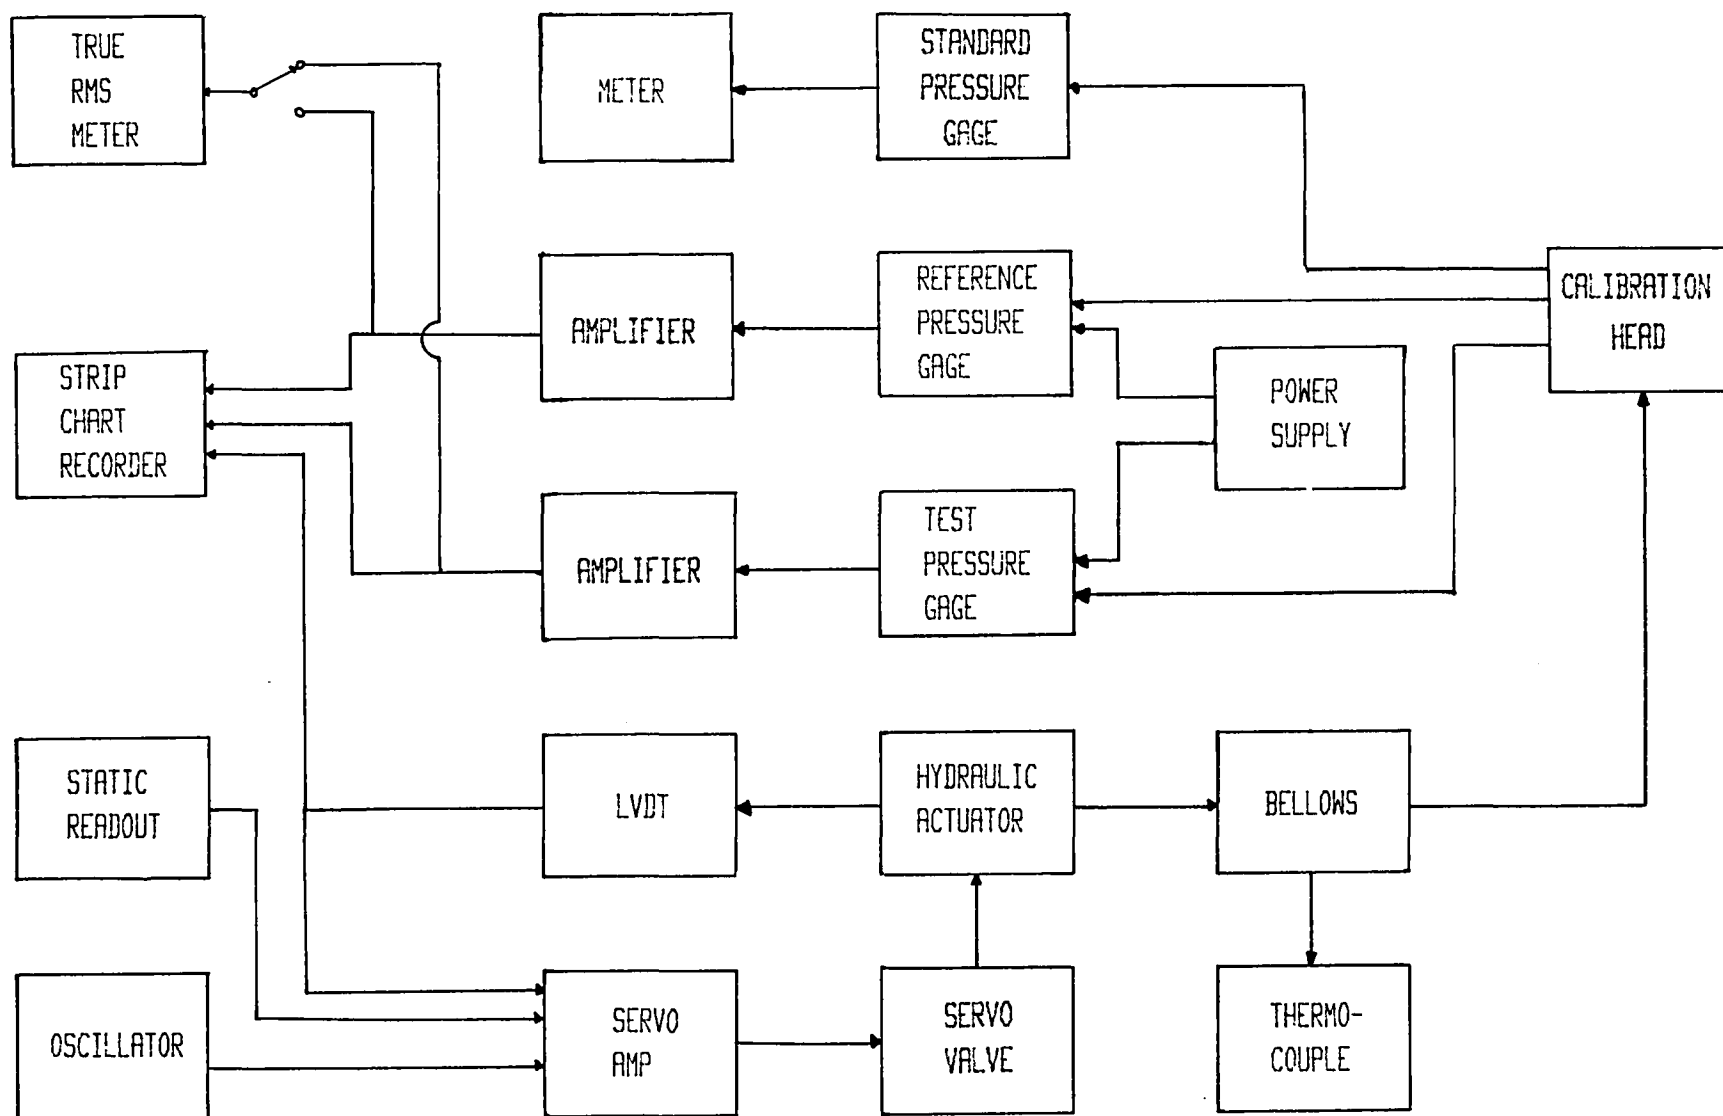 TRUE
RMS
METER
METER
STANDARD
PRESSURE
GAGE
AMPLIFIER
REFERENCE
PRESSURE
GAGE
CALIBRATION
HEAD
STRIP
CHART
RECORDER
POWER
SUPPLY
AMPLIFIER
TEST
PRESSURE
GAGE
STATIC
READOUT
LVDT
HYDRAULIC
ACTUATOR
BELLOWS
OSCILLATOR
SERVO
AMP
SERVO
VALVE
THERMO-
COUPLE